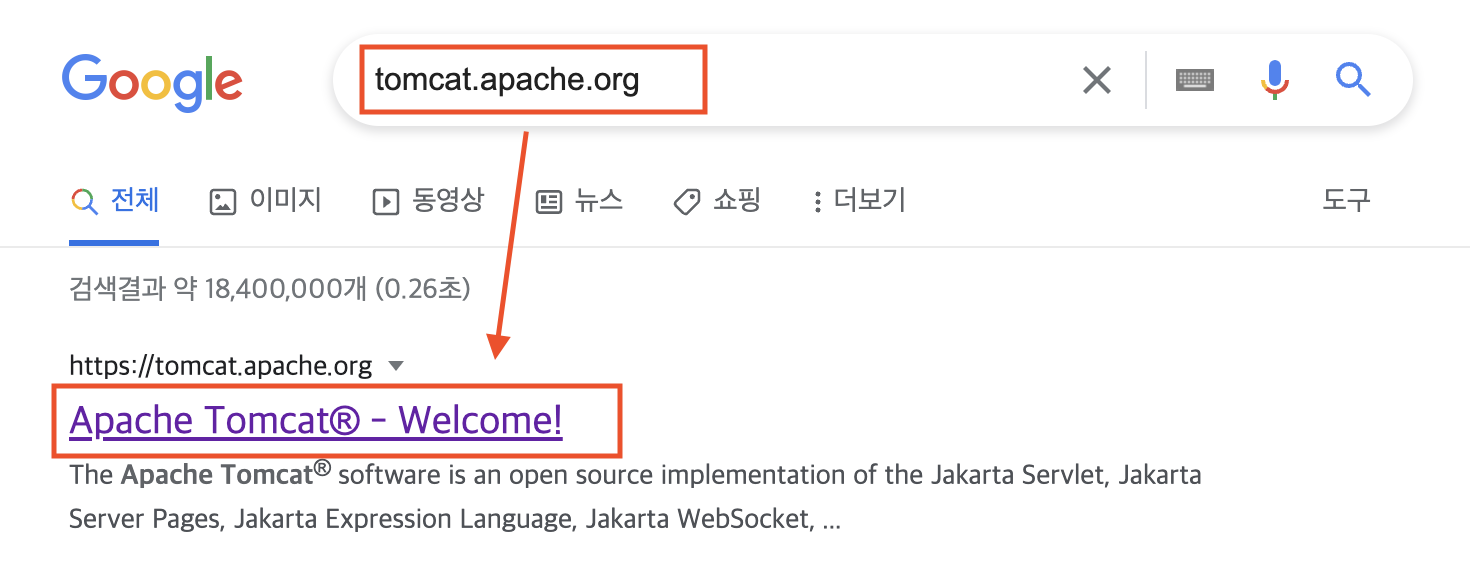 Google
tomcat.apache.org
전체 이미지 동영상 뉴스 쇼핑 더보기 도구
검색결과 약 18,400,000개 (0.26초)
https://tomcat.apache.org
Apache Tomcat® - Welcome!
The Apache Tomcat® software is an open source implementation of the Jakarta Servlet, Jakarta
Server Pages, Jakarta Expression Language, Jakarta WebSocket, ...